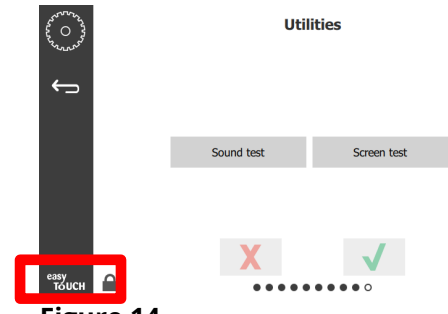 Utilities
Sound test
Screen test
X
√
easy
TOUCH
Figure 14